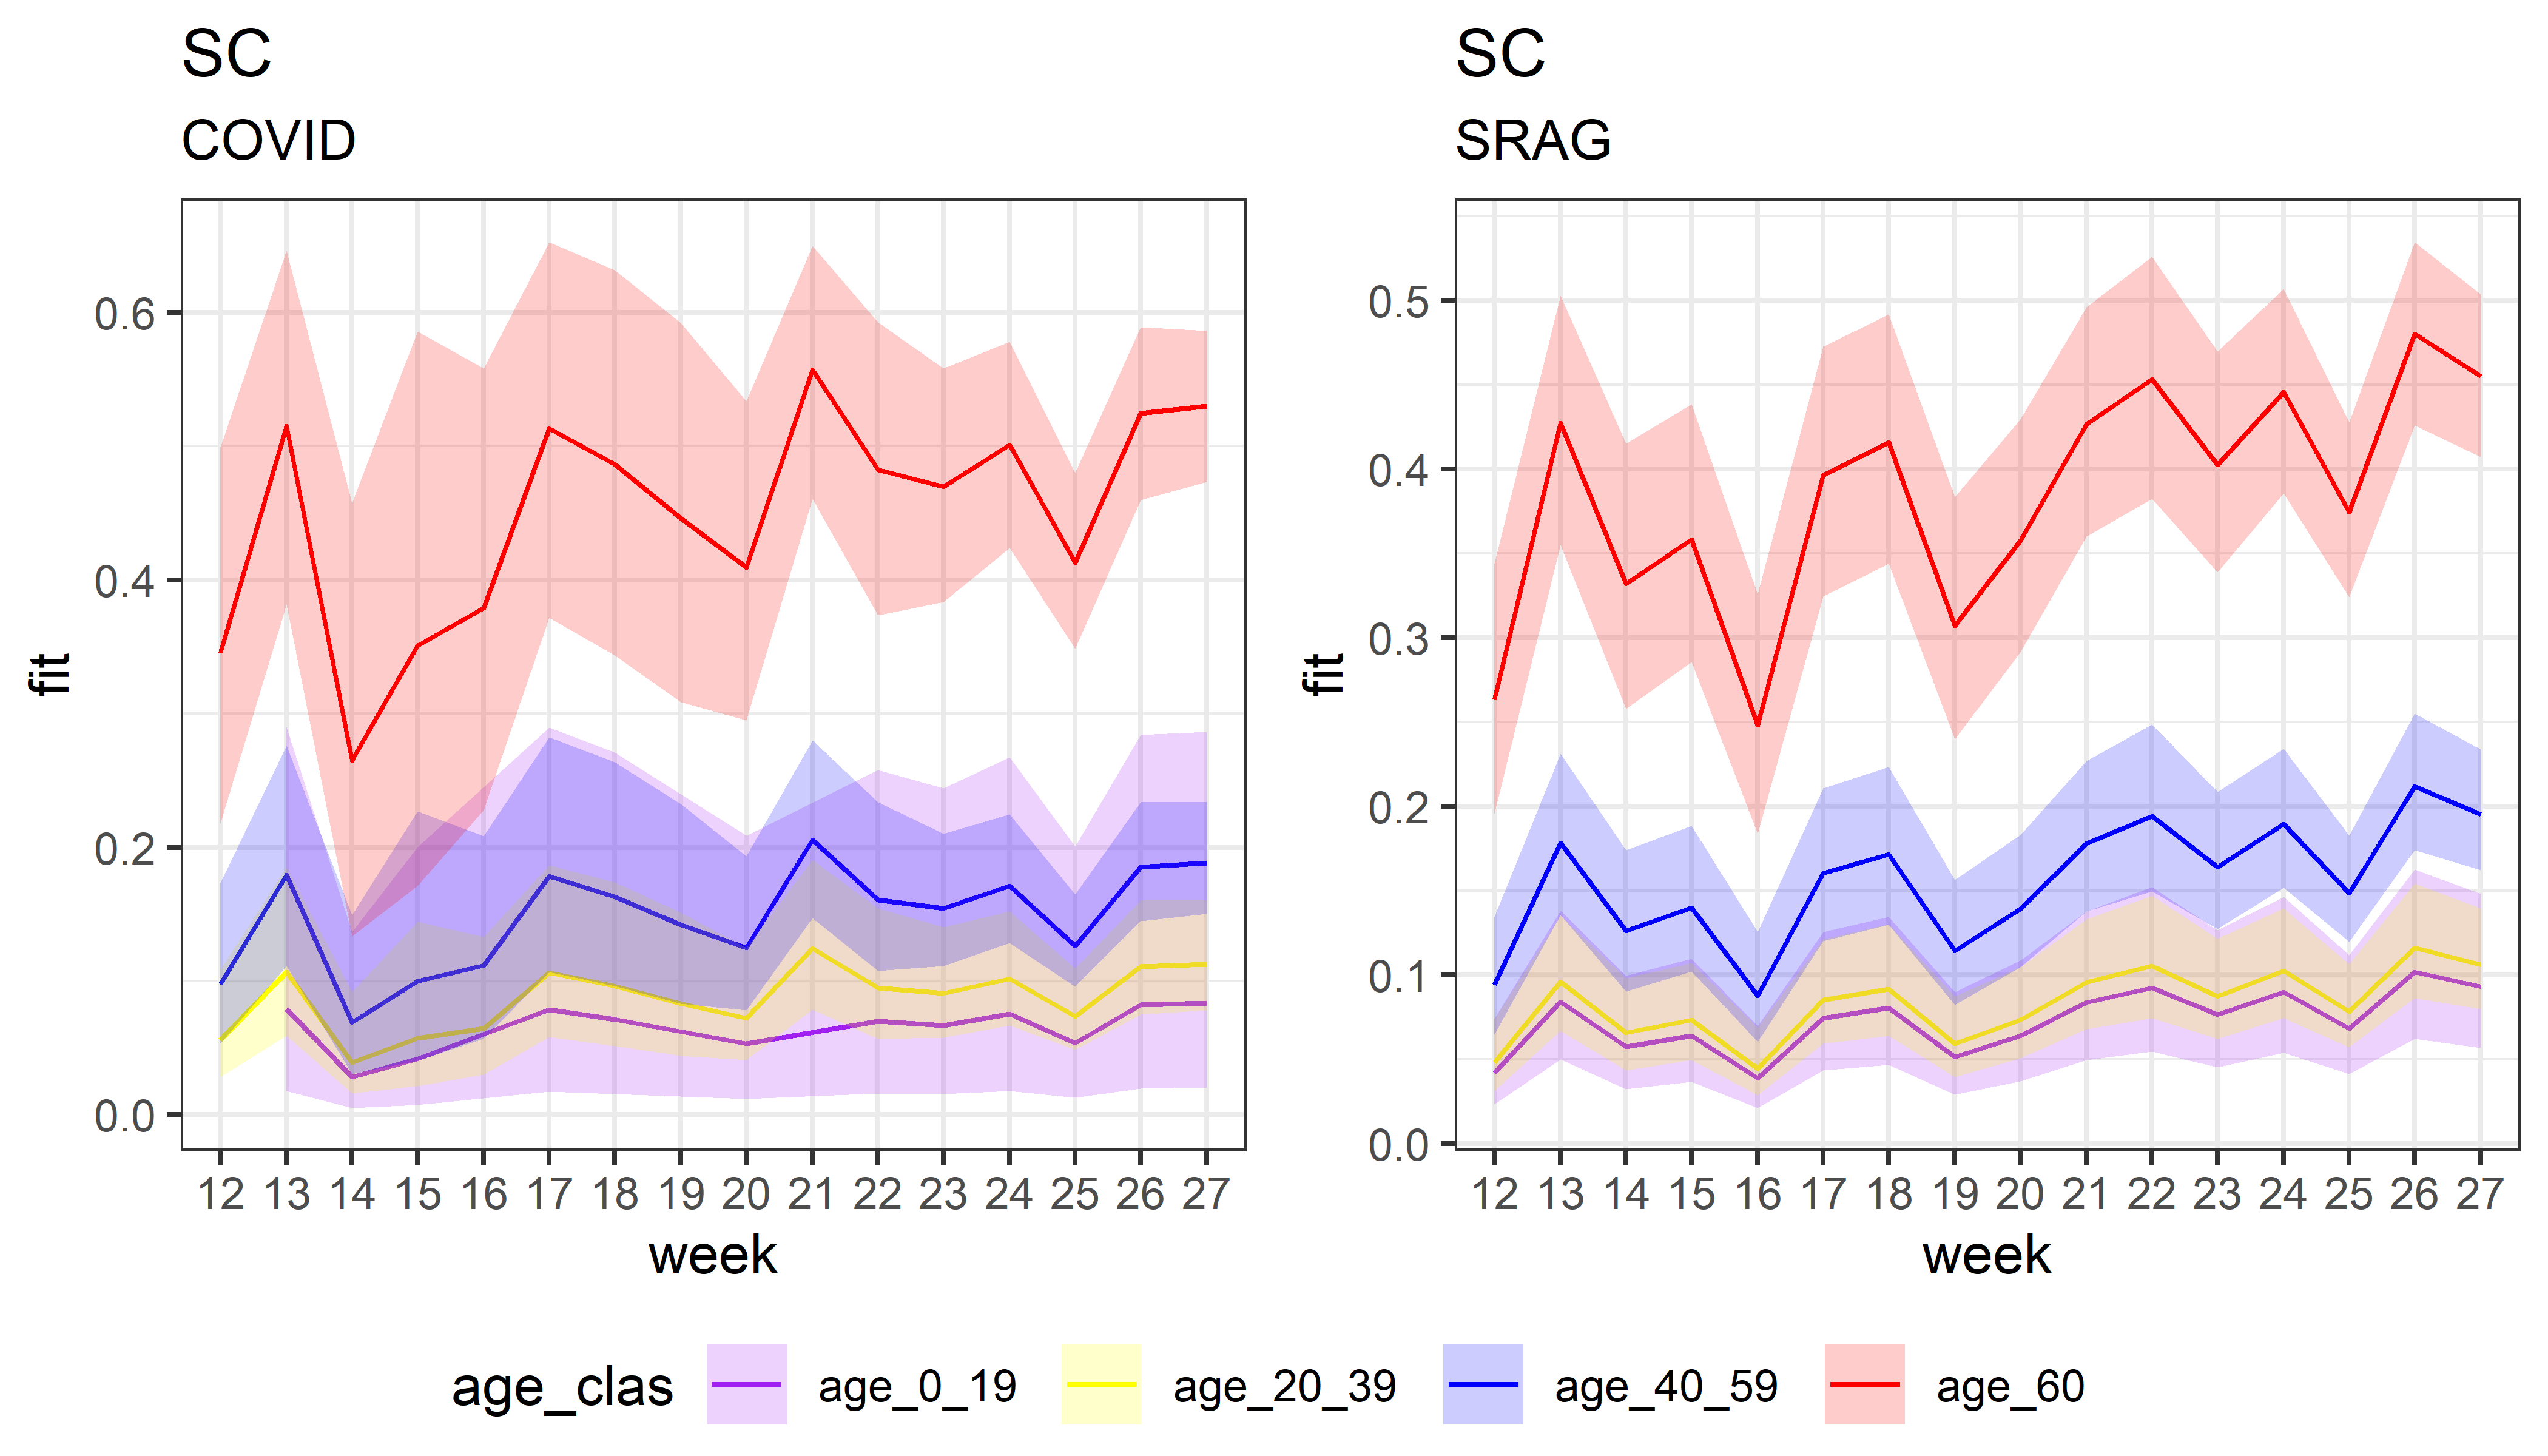 SC
COVID
fit
0.6
0.4
0.2
0.0
12 13 14 15 16 17 18 19 20 21 22 23 24 25 26 27
week
SC
SRAG
fit
0.5
0.4
0.3
0.2
0.1
0.0
12 13 14 15 16 17 18 19 20 21 22 23 24 25 26 27
week
age_clas age_0_19 age_20_39 age_40_59 age_60